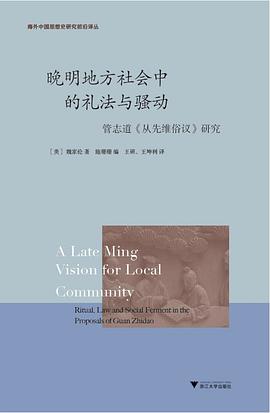 海外中国思想史研究前沿译丛
晚明地方社会中
的礼法与骚动
管志道《从先维俗议》研究
[美] 魏家伦 著 施珊珊 编 王硕、王坤利 译
A Late Ming
Vision for Local
Community
Ritual, Law and Social Ferment in the
Proposals of Guan Zhidao
浙江大学出版社